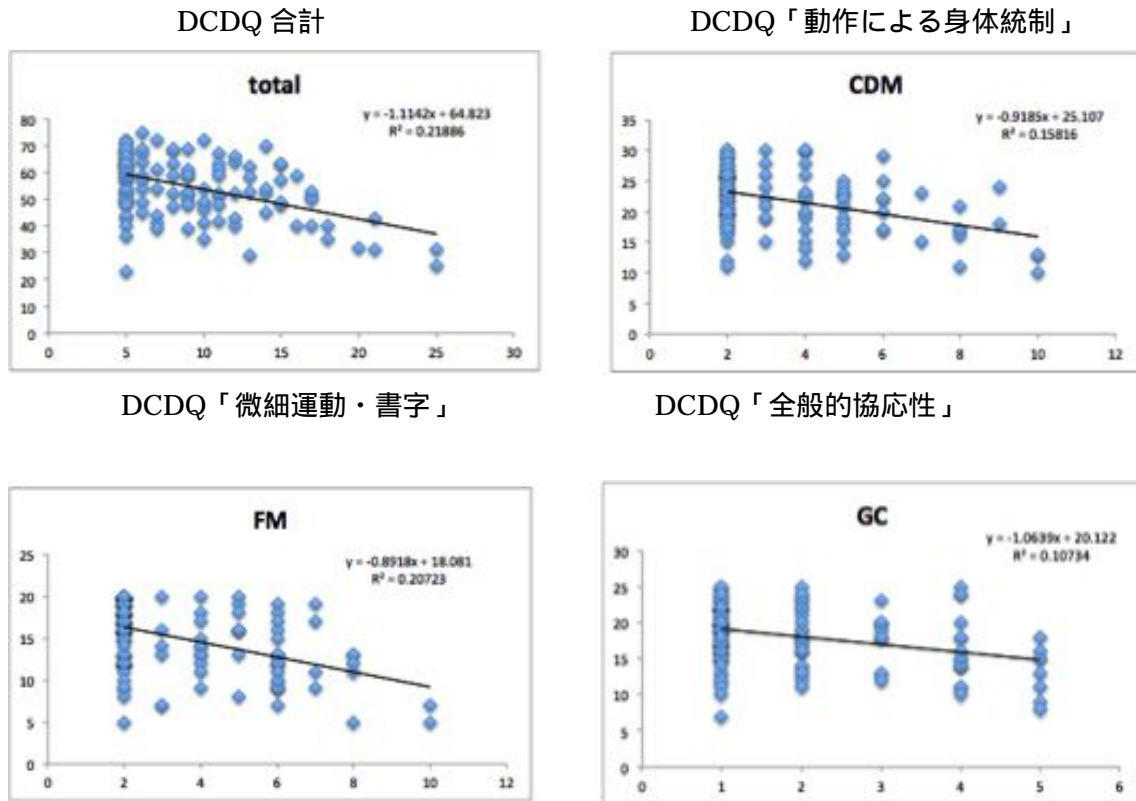 DCDQ 合計
DCDQ「動作による身体統制」
total
y = -1.1142x + 64.823
R² = 0.21886
80
70
60
50
40
30
20
10
0
0 5 10 15 20 25 30
CDM
y = -0.9185x + 25.107
R² = 0.15816
35
30
25
20
15
10
5
0
0 2 4 6 8 10 12
DCDQ「微細運動・書字」
DCDQ「全般的協応性」
FM
y = -0.8918x + 18.081
R² = 0.20723
25
20
15
10
5
0
0 2 4 6 8 10 12
GC
y = -1.0639x + 20.122
R² = 0.10734
30
25
20
15
10
5
0
0 1 2 3 4 5 6